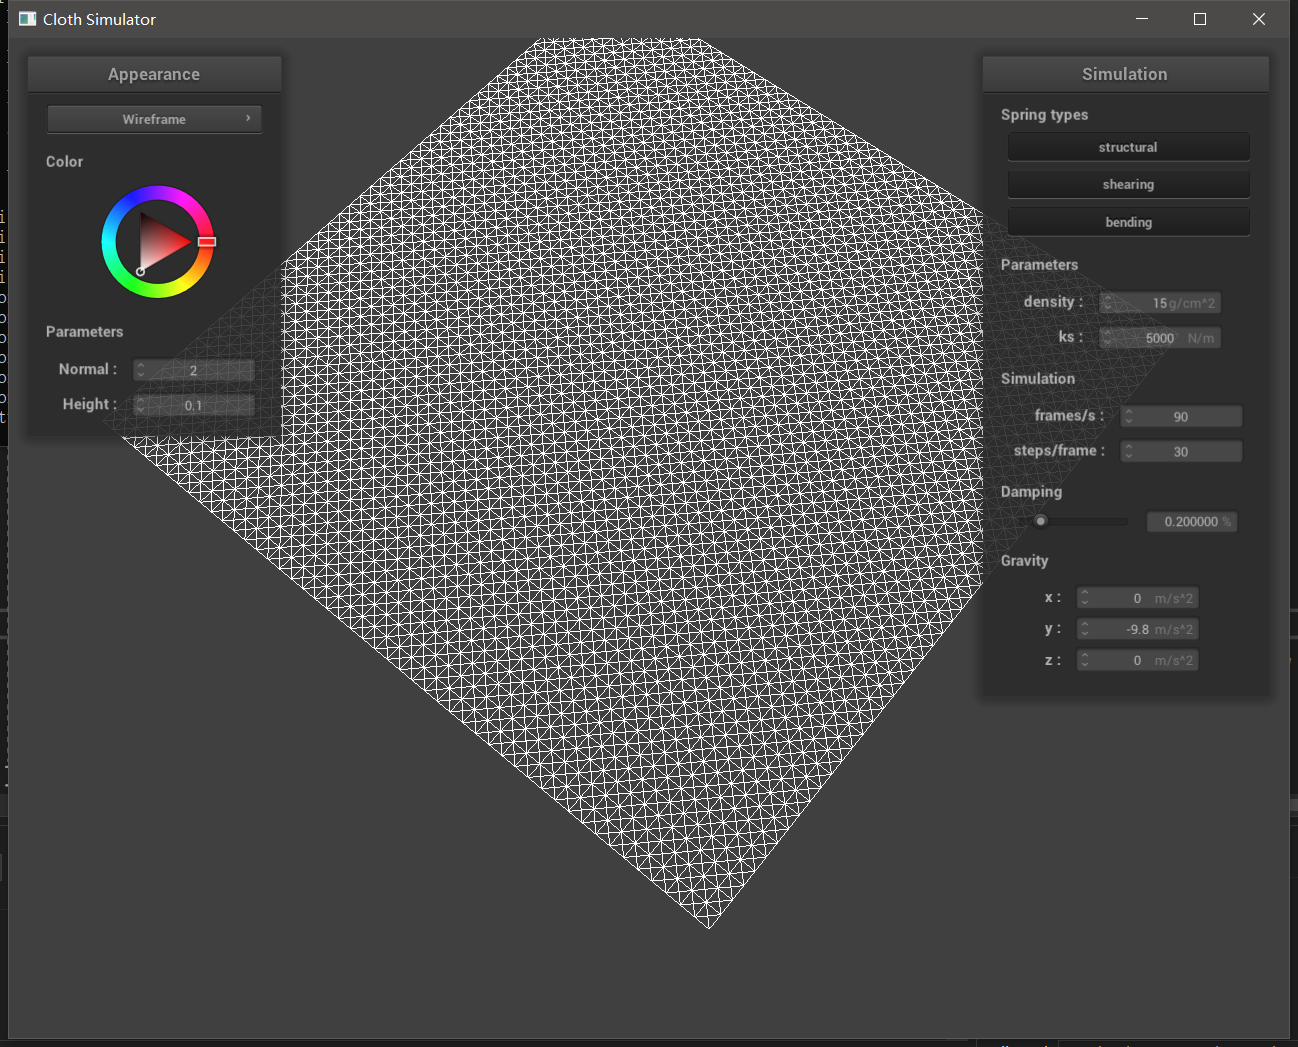 Cloth Simulator
Appearance
Wireframe
Color
Parameters
Normal : 2
Height : 0.1
Simulation
Spring types
structural
shearing
bending
Parameters
density : 15 g/cm^2
ks : 5000 N/m
Simulation
frames/s : 90
steps/frame : 30
Damping
0.200000 %
Gravity
x : 0 m/s^2
y : -9.8 m/s^2
z : 0 m/s^2